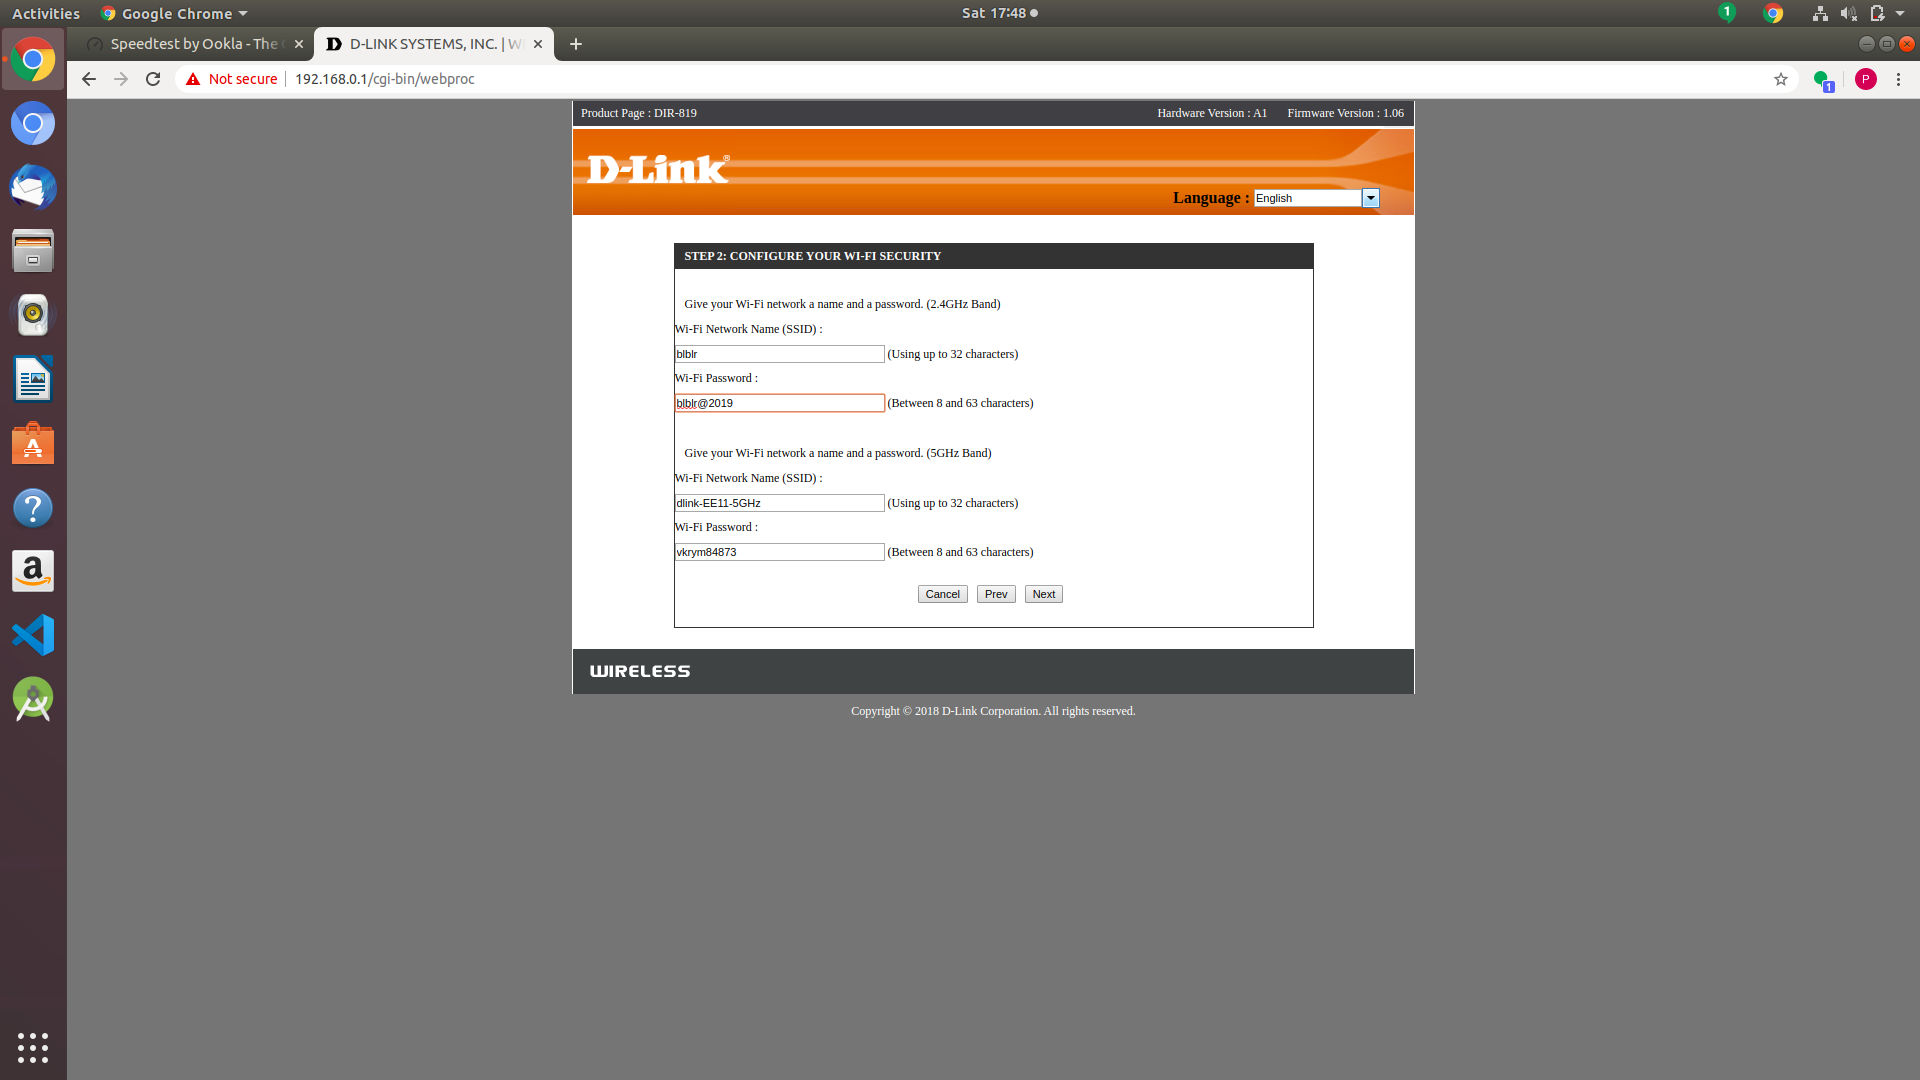 Activities
Google Chrome
Sat 17:48
1
Speedtest by Ookla - The
D-LINK SYSTEMS, INC. | W
Not secure
192.168.0.1/cgi-bin/webproc
1
P
Product Page : DIR-819
Hardware Version : A1
Firmware Version : 1.06
D-Link®
Language :
English
STEP 2: CONFIGURE YOUR WI-FI SECURITY
Give your Wi-Fi network a name and a password. (2.4GHz Band)
Wi-Fi Network Name (SSID) :
blblr
(Using up to 32 characters)
Wi-Fi Password :
blblr@2019
(Between 8 and 63 characters)
Give your Wi-Fi network a name and a password. (5GHz Band)
Wi-Fi Network Name (SSID) :
dlink-EE11-5GHz
(Using up to 32 characters)
Wi-Fi Password :
vkrym84873
(Between 8 and 63 characters)
Cancel
Prev
Next
WIRELESS
Copyright © 2018 D-Link Corporation. All rights reserved.